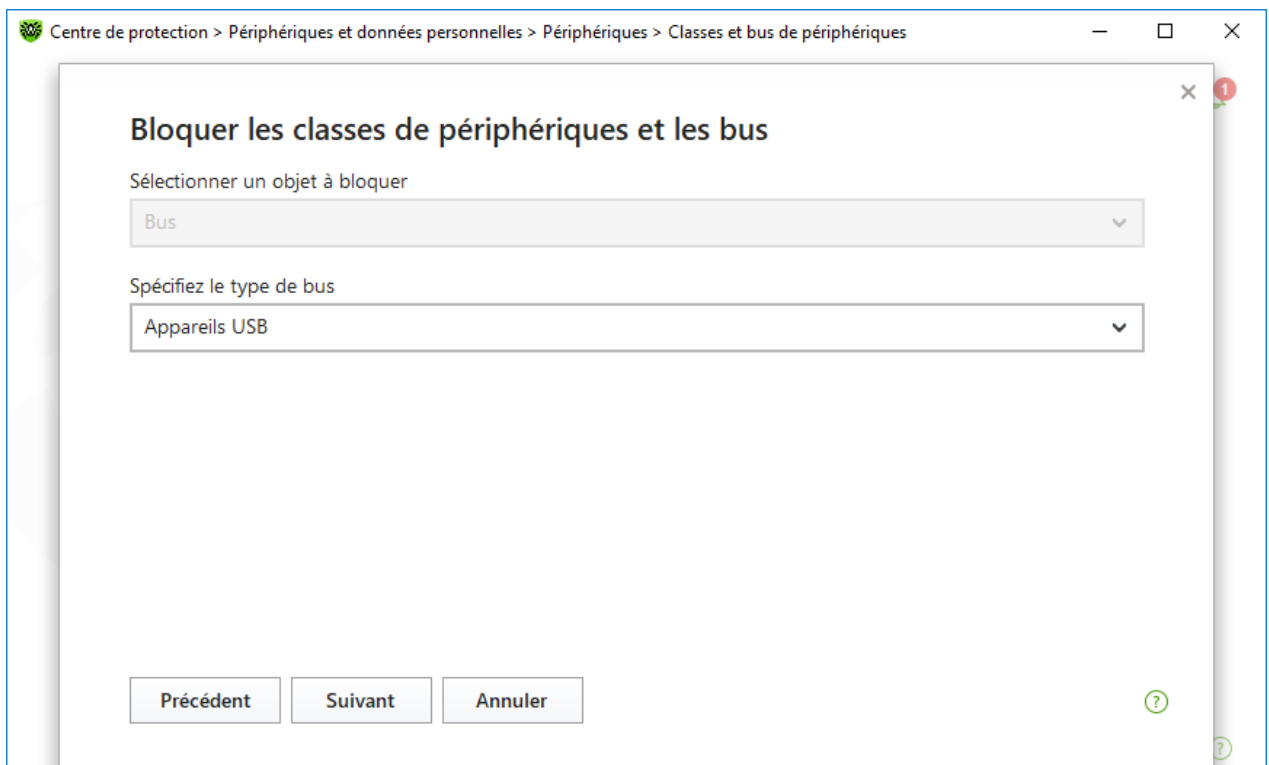 Centre de protection > Périphériques et données personnelles > Périphériques > Classes et bus de périphériques
1
Bloquer les classes de périphériques et les bus
Sélectionner un objet à bloquer
Bus
Spécifiez le type de bus
Appareils USB
Précédent Suivant Annuler ?
?